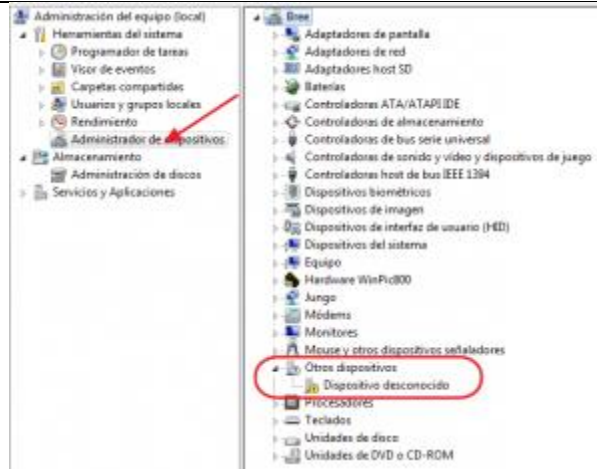 Administración del equipo (local)
Herramientas del sistema
Programador de tareas
Visor de eventos
Carpetas compartidas
Usuarios y grupos locales
Rendimiento
Administrador de dispositivos
Almacenamiento
Administración de discos
Servicios y Aplicaciones
Bree
Adaptadores de pantalla
Adaptadores de red
Adaptadores host SD
Baterías
Controladoras ATA/ATAPI IDE
Controladoras de almacenamiento
Controladoras de bus serie universal
Controladoras de sonido y vídeo y dispositivos de juego
Controladoras host de bus IEEE 1394
Dispositivos biométricos
Dispositivos de imagen
Dispositivos de interfaz de usuario (HID)
Dispositivos del sistema
Equipo
Hardware WinPic800
Jungo
Módems
Monitores
Mouse y otros dispositivos señaladores
Otros dispositivos
Dispositivo desconocido
Procesadores
Teclados
Unidades de disco
Unidades de DVD o CD-ROM